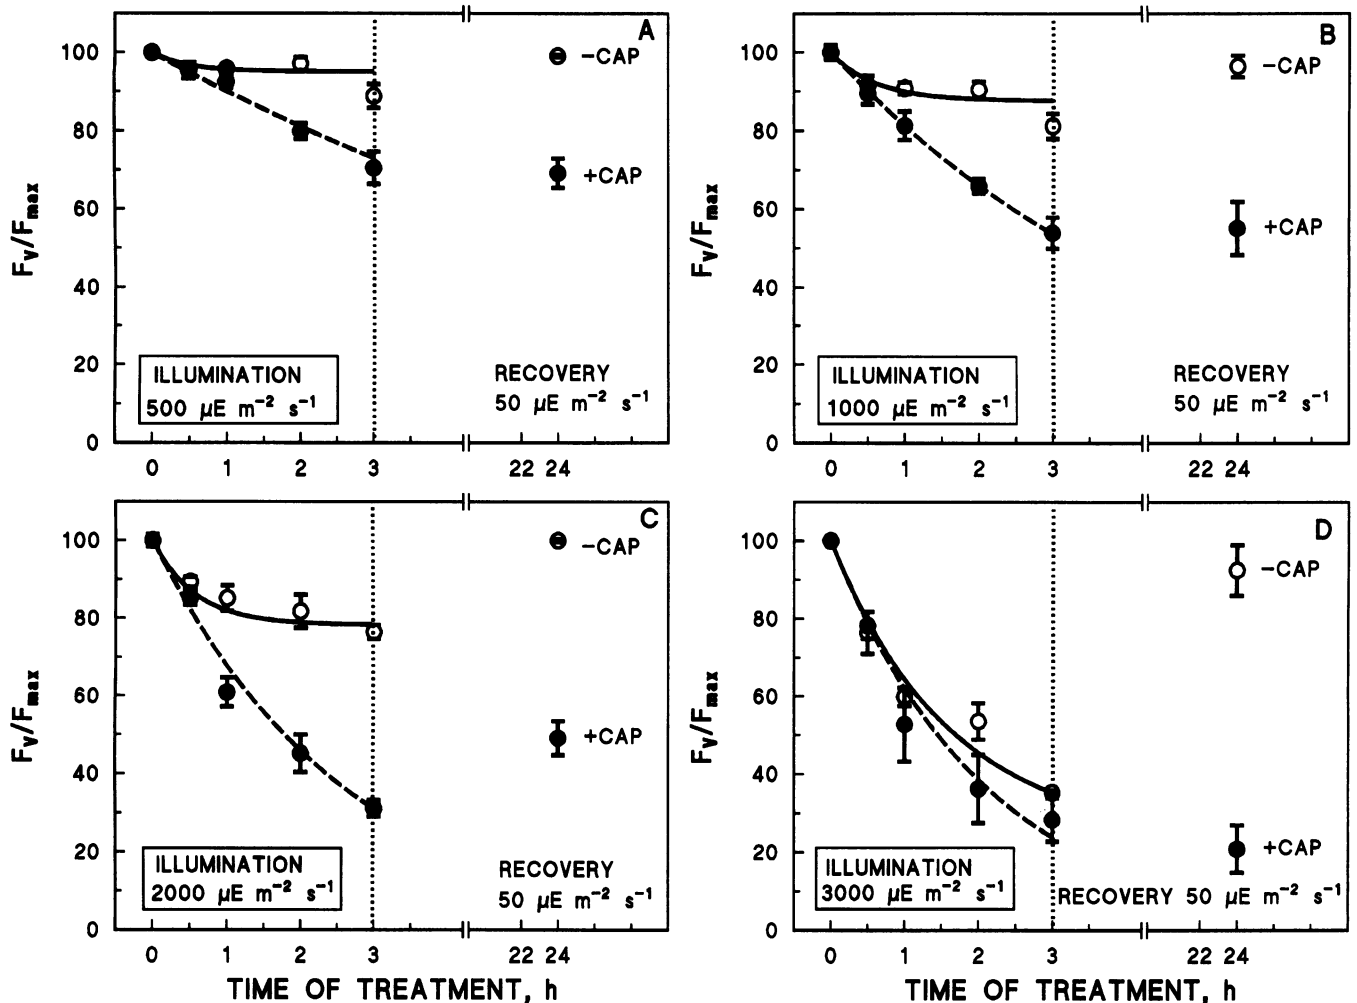 A
100
80
60
40
20
0
Fv/Fmax
−CAP
+CAP
ILLUMINATION
500 µE m⁻² s⁻¹
RECOVERY
50 µE m⁻² s⁻¹
0 1 2 3 22 24
B
100
80
60
40
20
0
Fv/Fmax
−CAP
+CAP
ILLUMINATION
1000 µE m⁻² s⁻¹
RECOVERY
50 µE m⁻² s⁻¹
0 1 2 3 22 24
C
100
80
60
40
20
0
Fv/Fmax
−CAP
+CAP
ILLUMINATION
2000 µE m⁻² s⁻¹
RECOVERY
50 µE m⁻² s⁻¹
0 1 2 3 22 24
TIME OF TREATMENT, h
D
100
80
60
40
20
0
Fv/Fmax
−CAP
+CAP
ILLUMINATION
3000 µE m⁻² s⁻¹
RECOVERY 50 µE m⁻² s⁻¹
0 1 2 3 22 24
TIME OF TREATMENT, h